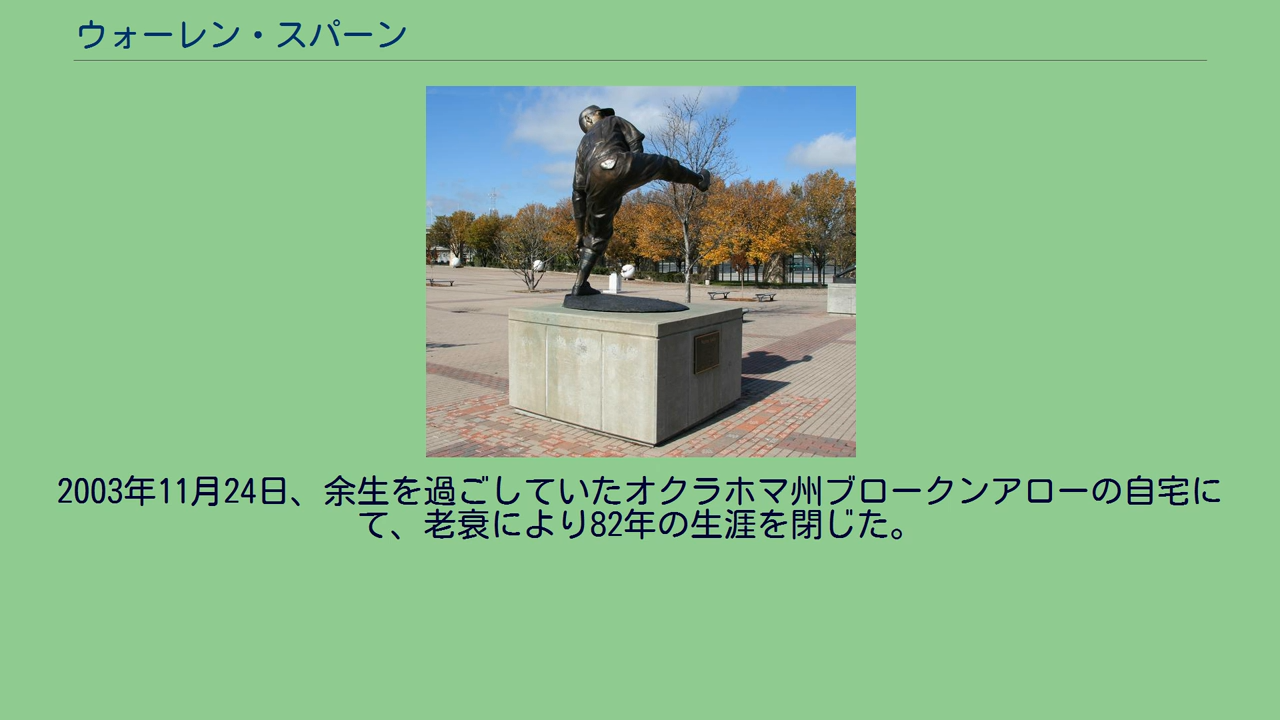 ウォーレン・スパーン
2003年11月24日、余生を過ごしていたオクラホマ州ブロークンアローの自宅に
て、老衰により82年の生涯を閉じた。